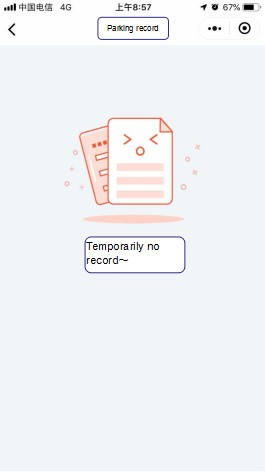 中国电信 4G 上午8:57 67%
Parking record
Temporarily no
record～